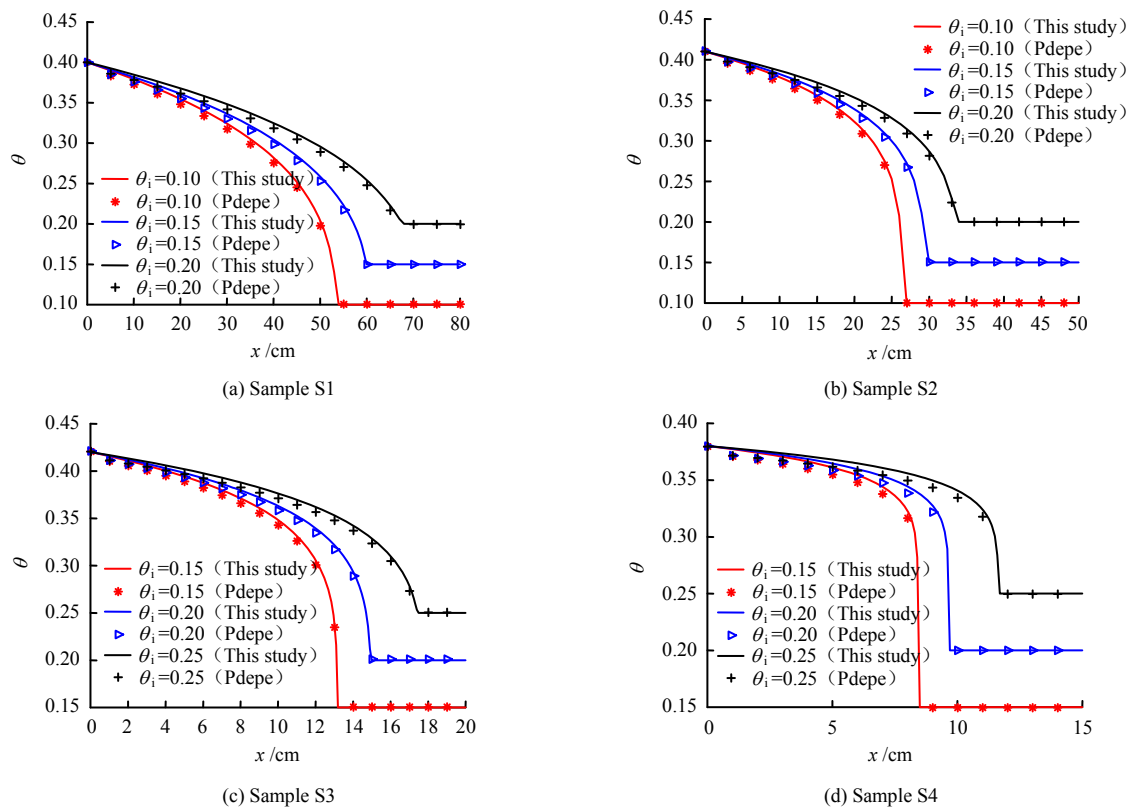 0.45
0.40
0.35
0.30
0.25
0.20
0.15
0.10
θ
θi=0.10（This study）
θi=0.10（Pdepe）
θi=0.15（This study）
θi=0.15（Pdepe）
θi=0.20（This study）
θi=0.20（Pdepe）
0 10 20 30 40 50 60 70 80
x /cm
(a) Sample S1
0.45
0.40
0.35
0.30
0.25
0.20
0.15
0.10
θ
θi=0.10（This study）
θi=0.10（Pdepe）
θi=0.15（This study）
θi=0.15（Pdepe）
θi=0.20（This study）
θi=0.20（Pdepe）
0 5 10 15 20 25 30 35 40 45 50
x /cm
(b) Sample S2
0.45
0.40
0.35
0.30
0.25
0.20
0.15
θ
θi=0.15（This study）
θi=0.15（Pdepe）
θi=0.20（This study）
θi=0.20（Pdepe）
θi=0.25（This study）
θi=0.25（Pdepe）
0 2 4 6 8 10 12 14 16 18 20
x /cm
(c) Sample S3
0.40
0.35
0.30
0.25
0.20
0.15
θ
θi=0.15（This study）
θi=0.15（Pdepe）
θi=0.20（This study）
θi=0.20（Pdepe）
θi=0.25（This study）
θi=0.25（Pdepe）
0 5 10 15
x /cm
(d) Sample S4